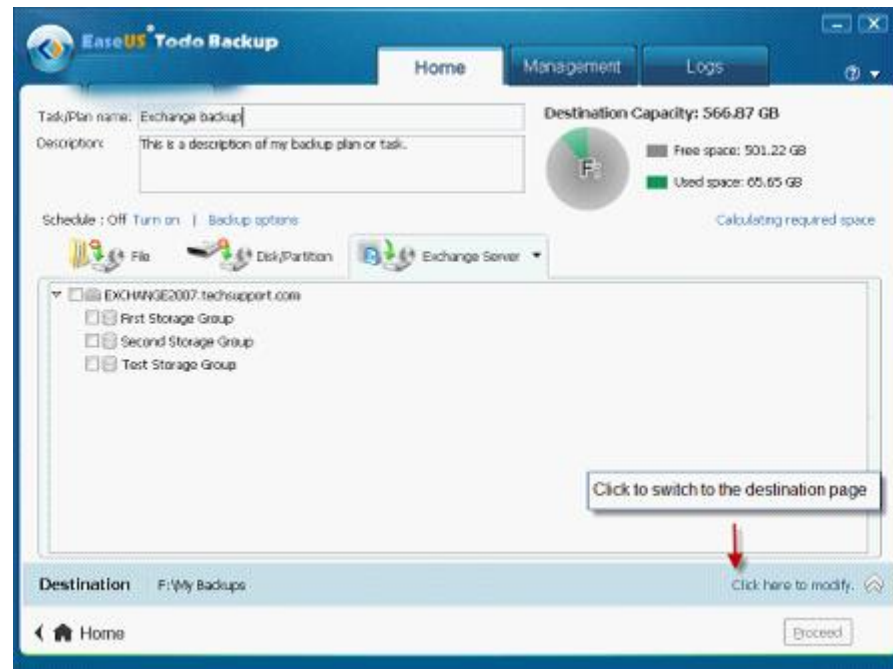 EaseUS Todo Backup
Home
Management
Logs
Task/Plan name: Exchange backup
Destination Capacity: 566.87 GB
Description: This is a description of my backup plan or task.
F:
Free space: 501.22 GB
Used space: 65.65 GB
Schedule : Off Turn on | Backup options
Calculating required space
File
Disk/Partition
Exchange Server
EXCHANGE2007.techsupport.com
First Storage Group
Second Storage Group
Test Storage Group
Click to switch to the destination page
Destination F:\My Backups
Click here to modify.
Home
Proceed